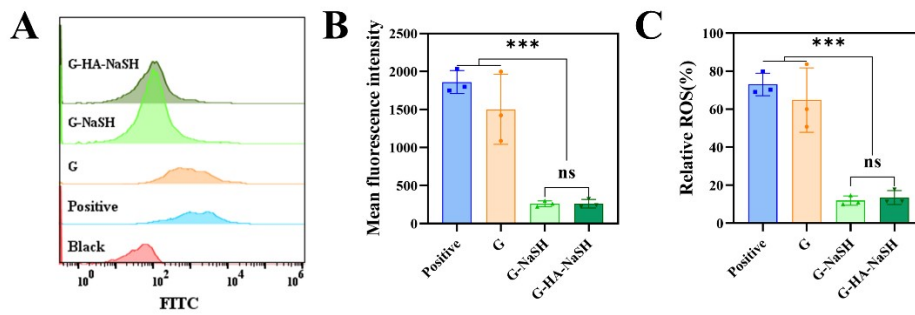 A
G-HA-NaSH
G-NaSH
G
Positive
Black
10^0 10^2 10^4 10^6
FITC
B
Mean fluorescence intensity
2000
1500
1000
500
0
***
ns
Positive
G
G-NaSH
G-HA-NaSH
C
Relative ROS(%)
100
80
60
40
20
0
***
ns
Positive
G
G-NaSH
G-HA-NaSH